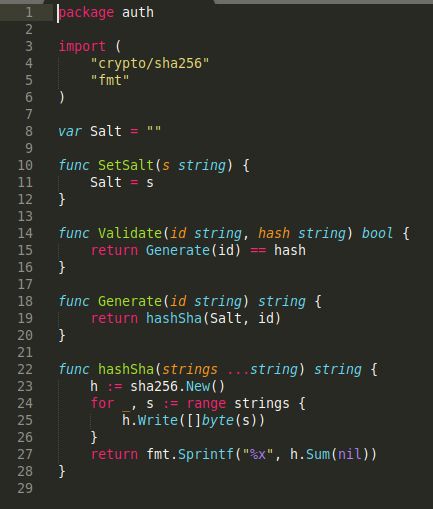 1 package auth
2
3 import (
4     "crypto/sha256"
5     "fmt"
6 )
7
8 var Salt = ""
9
10 func SetSalt(s string) {
11     Salt = s
12 }
13
14 func Validate(id string, hash string) bool {
15     return Generate(id) == hash
16 }
17
18 func Generate(id string) string {
19     return hashSha(Salt, id)
20 }
21
22 func hashSha(strings ...string) string {
23     h := sha256.New()
24     for _, s := range strings {
25         h.Write([]byte(s))
26     }
27     return fmt.Sprintf("%x", h.Sum(nil))
28 }
29